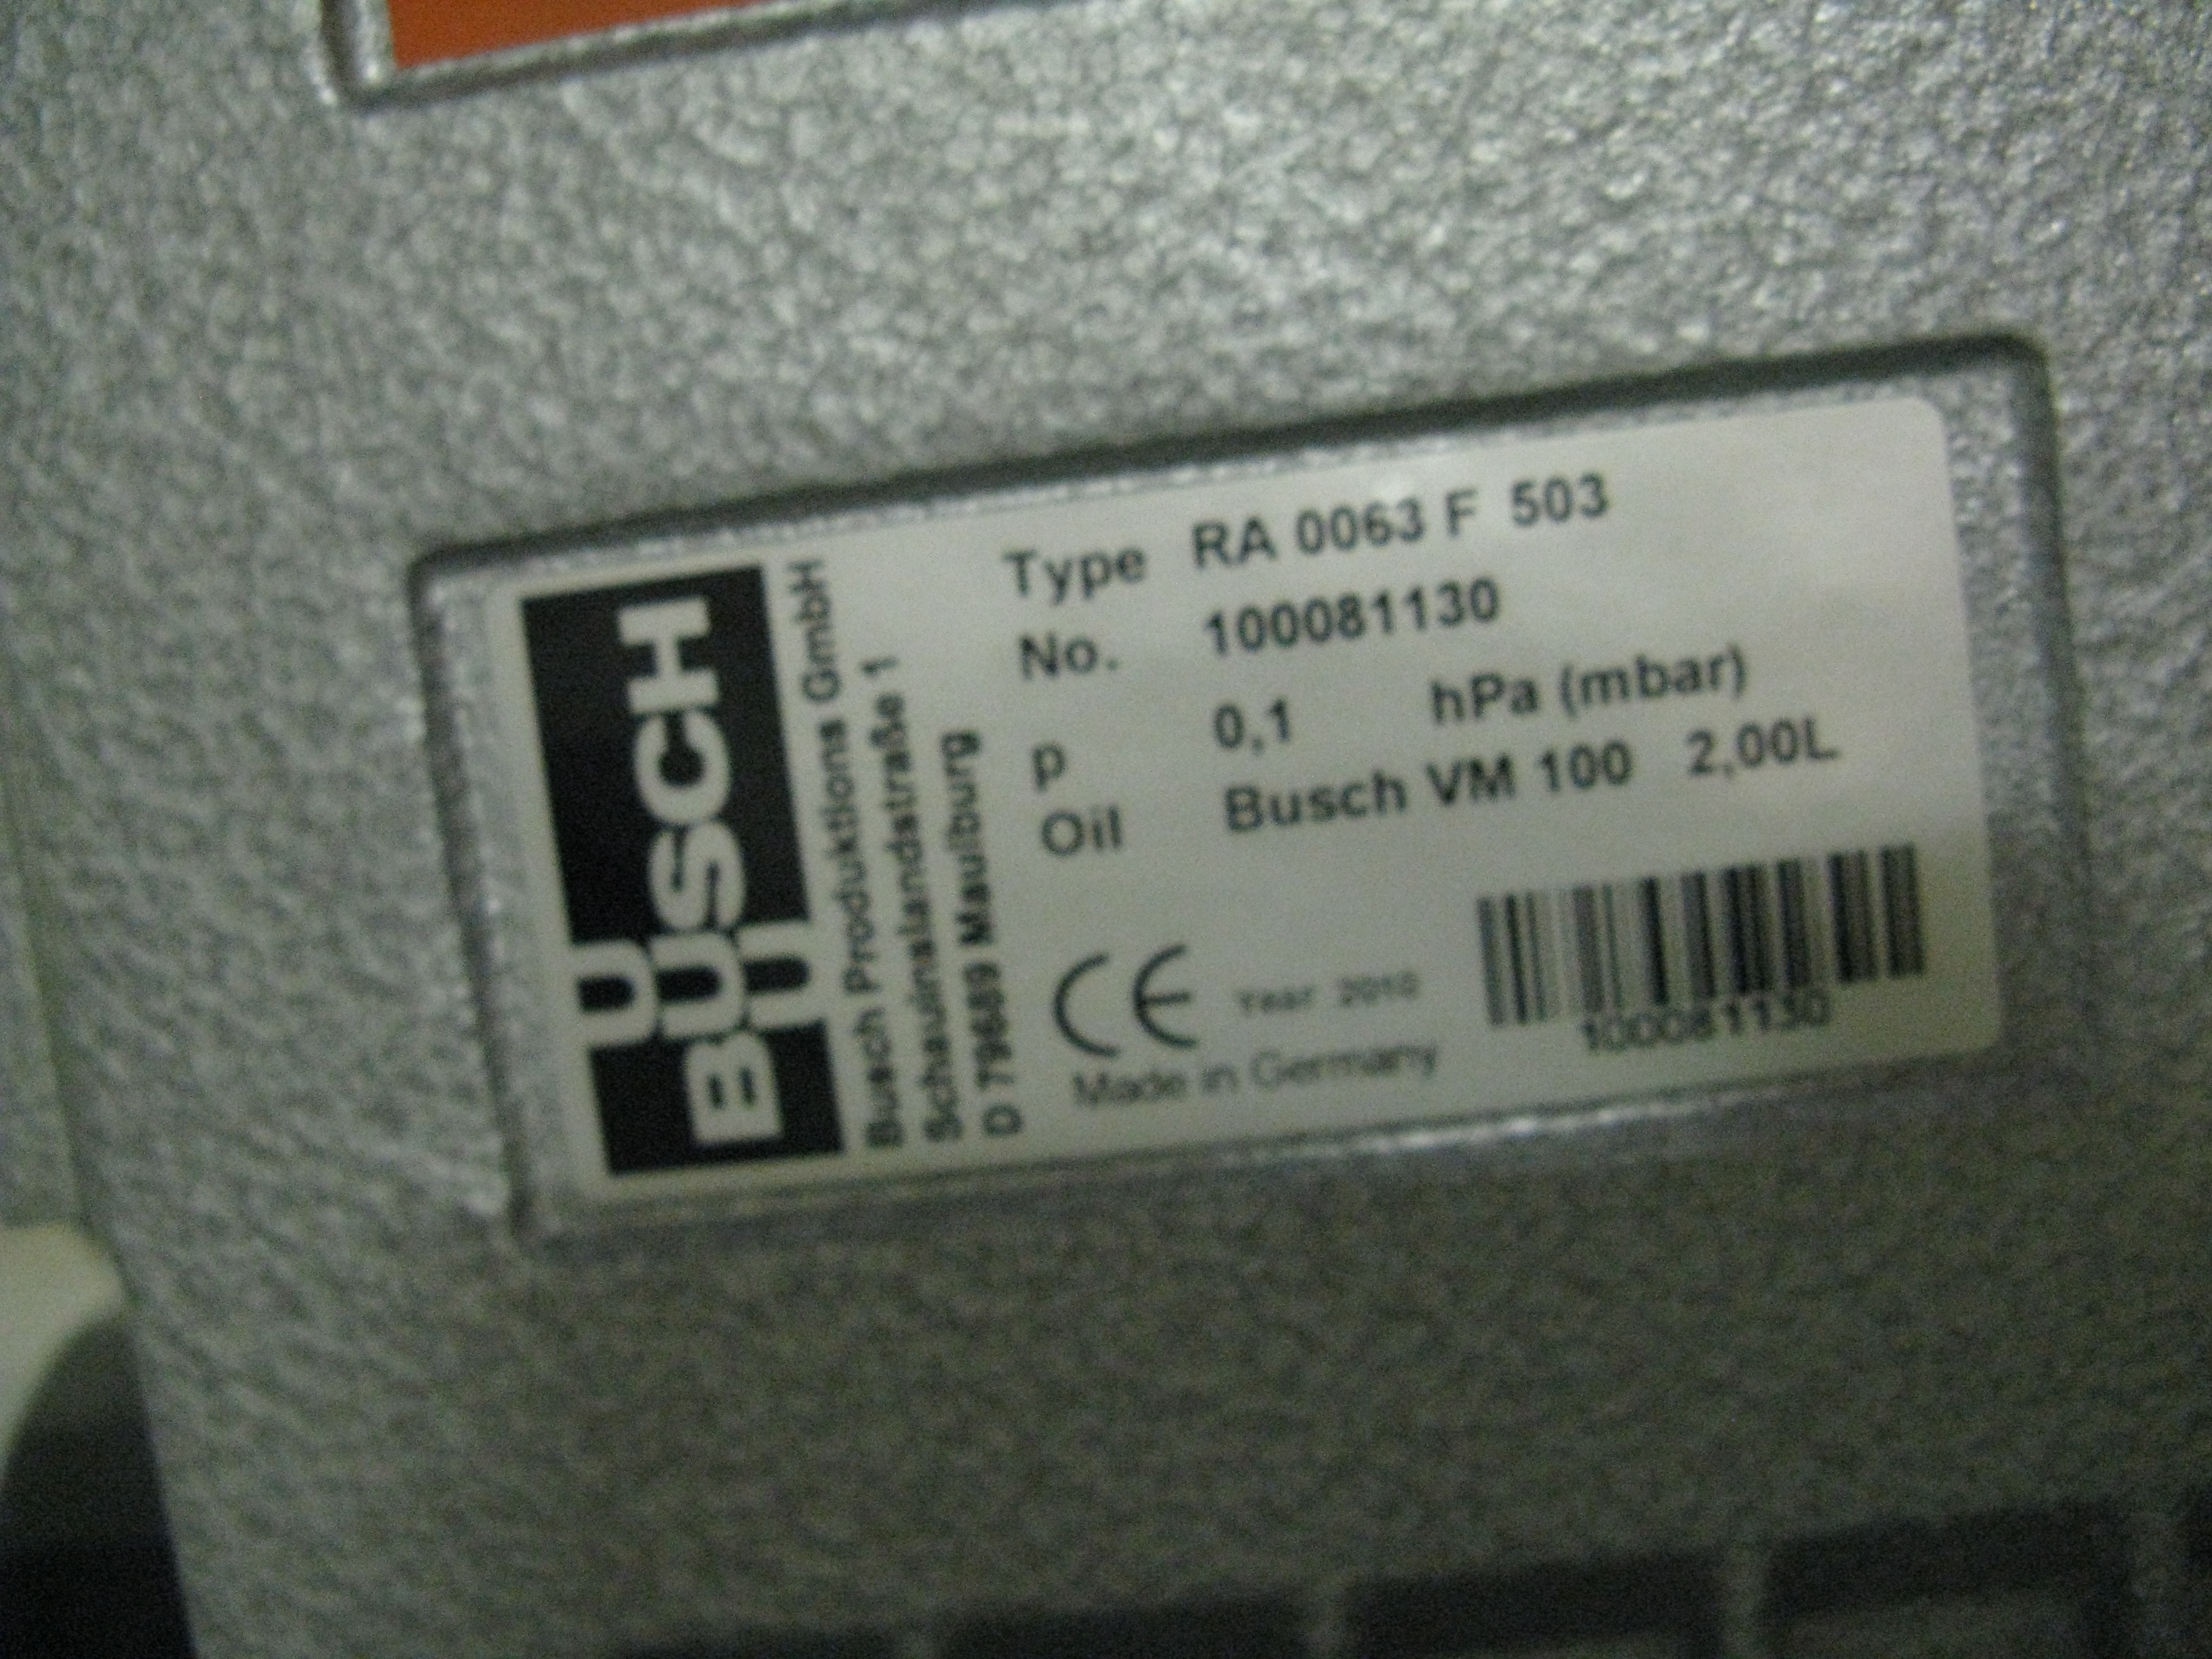 BUSCH
U
U
Busch Produktions GmbH
Schauinslandstraße 1
D 79689 Maulburg
Type RA 0063 F 503
No. 100081130
p 0,1 hPa (mbar)
Oil Busch VM 100 2,00L
CE Year 2010
Made in Germany
100081130